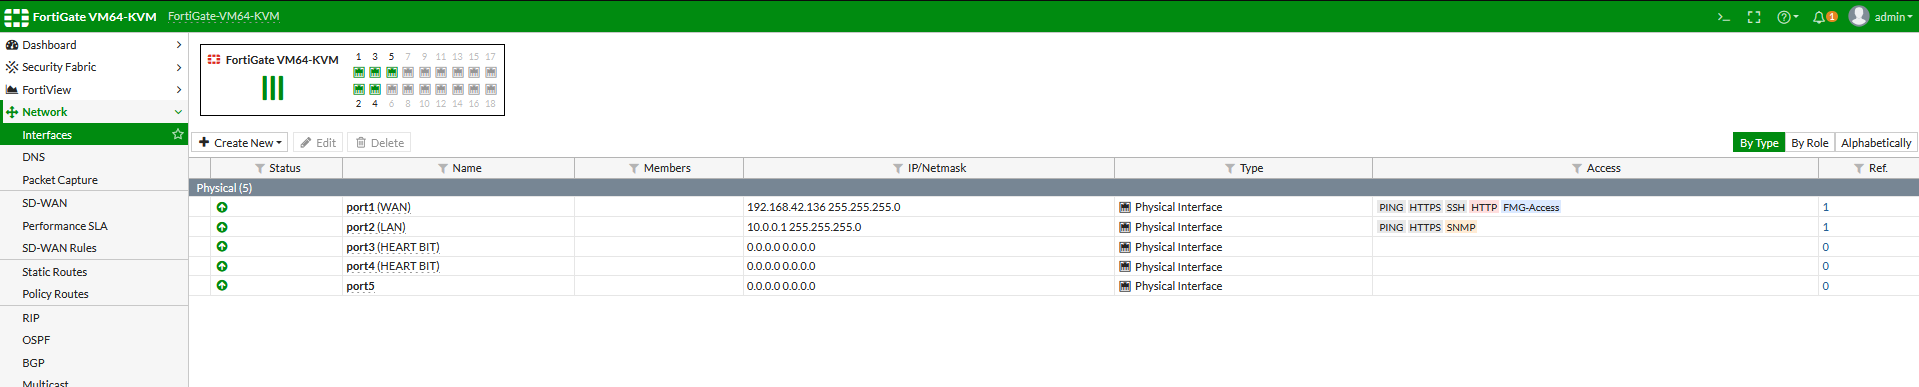 FortiGate VM64-KVM FortiGate-VM64-KVM >_ 1 admin
Dashboard
Security Fabric
FortiView
Network
Interfaces
DNS
Packet Capture
SD-WAN
Performance SLA
SD-WAN Rules
Static Routes
Policy Routes
RIP
OSPF
BGP
Multicast
FortiGate VM64-KVM
1 3 5 7 9 11 13 15 17
2 4 6 8 10 12 14 16 18
Create New Edit Delete By Type By Role Alphabetically
Status Name Members IP/Netmask Type Access Ref.
Physical (5)
port1 (WAN) 192.168.42.136 255.255.255.0 Physical Interface PING HTTPS SSH HTTP FMG-Access 1
port2 (LAN) 10.0.0.1 255.255.255.0 Physical Interface PING HTTPS SNMP 1
port3 (HEART BIT) 0.0.0.0 0.0.0.0 Physical Interface 0
port4 (HEART BIT) 0.0.0.0 0.0.0.0 Physical Interface 0
port5 0.0.0.0 0.0.0.0 Physical Interface 0